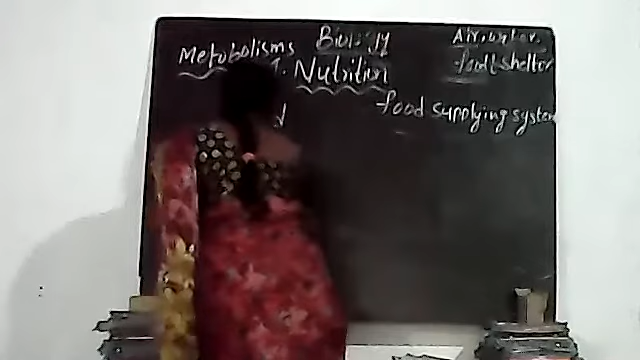 Biology
Metobolisms
1. Nutrition
Air, water,
food & shelter
-food supplying system